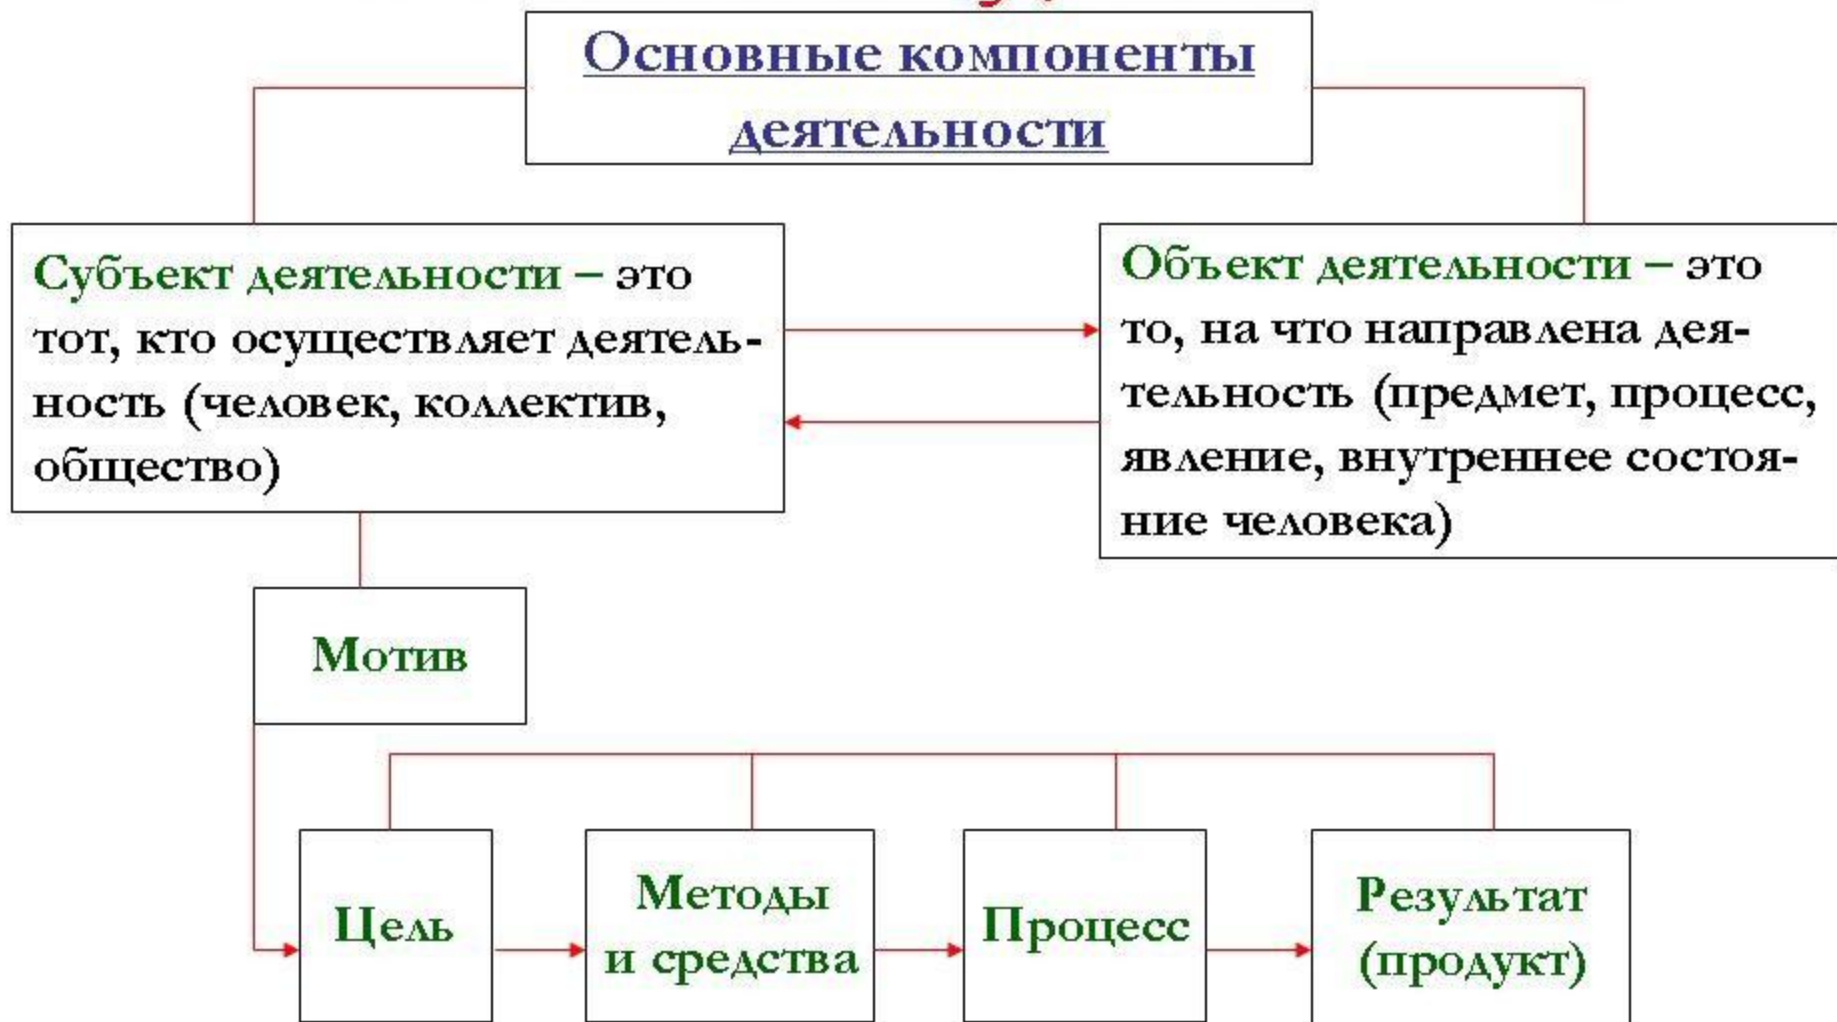 Основные компоненты
деятельности
Субъект деятельности – это
тот, кто осуществляет деятель-
ность (человек, коллектив,
общество)
Объект деятельности – это
то, на что направлена дея-
тельность (предмет, процесс,
явление, внутреннее состоя-
ние человека)
Мотив
Цель
Методы
и средства
Процесс
Результат
(продукт)